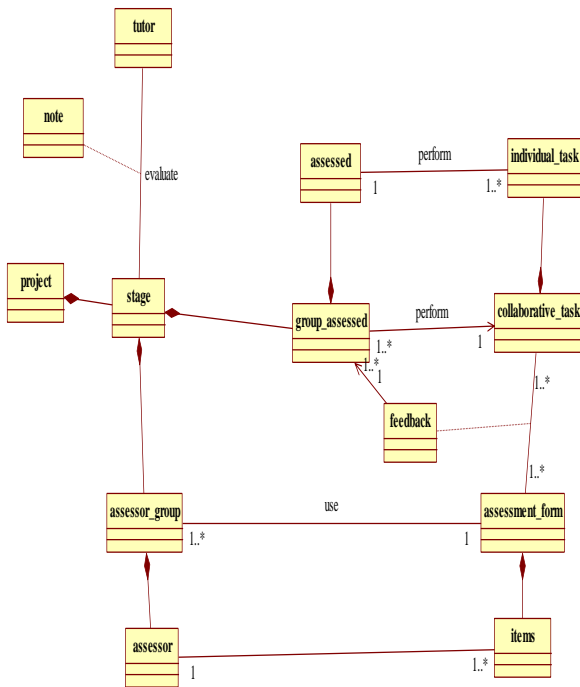 tutor
note
evaluate
assessed
perform
individual_task
1
1..*
project
stage
group_assessed
perform
collaborative_task
1..*
1
1..*
1
1..*
feedback
1..*
assessor_group
use
assessment_form
1..*
1
assessor
items
1
1..*